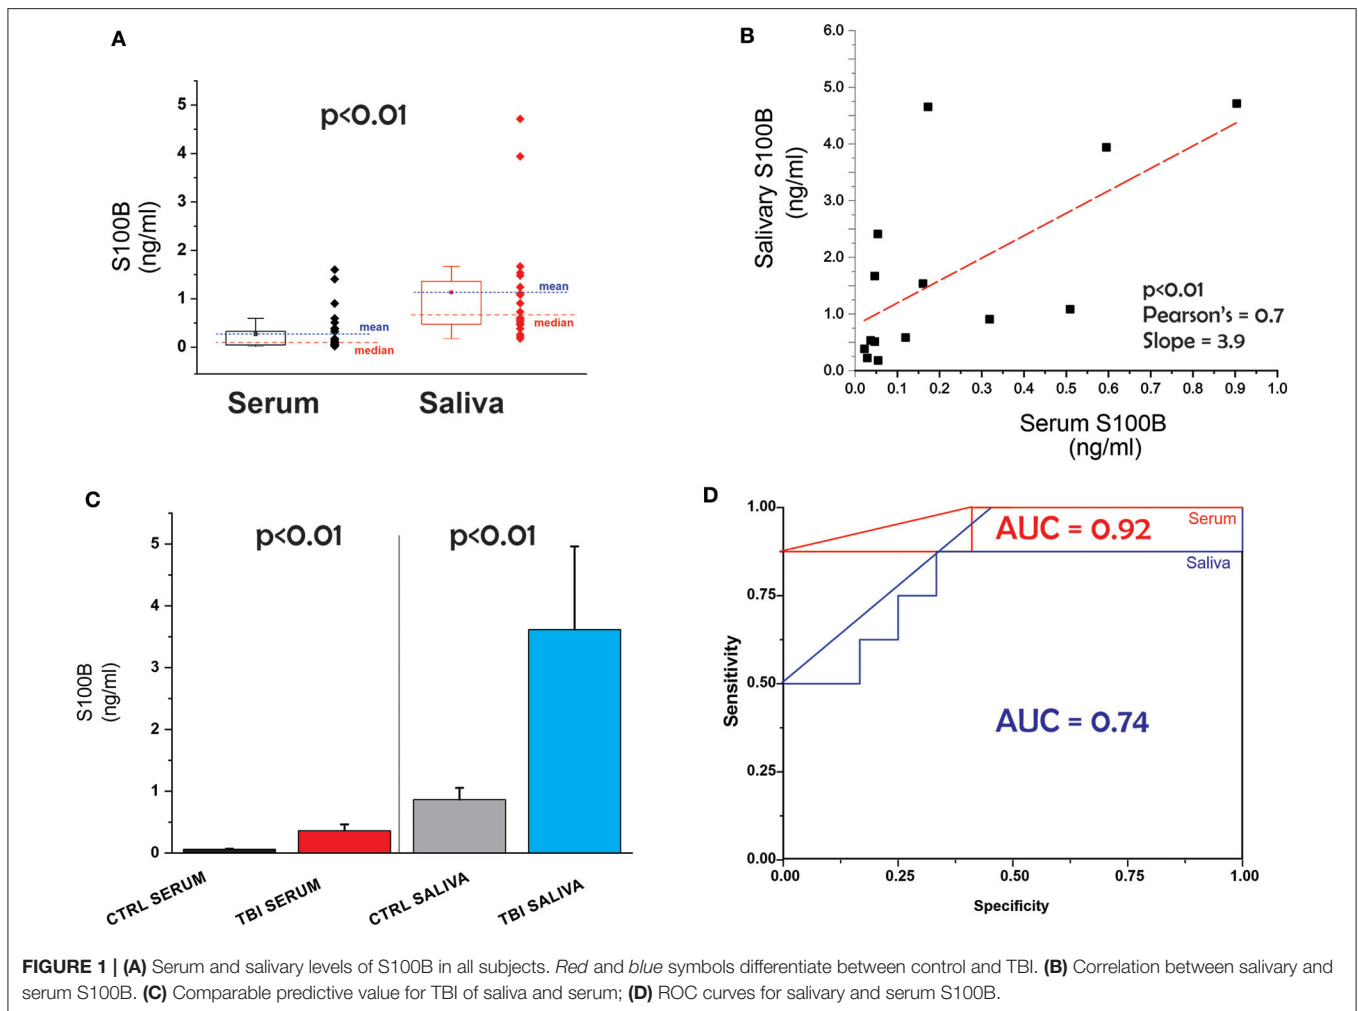 (A)
p<0.01
S100B
(ng/ml)
5
4
3
2
1
0
mean
median
mean
median
Serum
Saliva
(B)
Salivary S100B
(ng/ml)
6.0
5.0
4.0
3.0
2.0
1.0
0.0
p<0.01
Pearson's = 0.7
Slope = 3.9
0.0 0.1 0.2 0.3 0.4 0.5 0.6 0.7 0.8 0.9 1.0
Serum S100B
(ng/ml)
(C)
p<0.01
p<0.01
S100B
(ng/ml)
5
4
3
2
1
0
CTRL SERUM
TBI SERUM
CTRL SALIVA
TBI SALIVA
(D)
Sensitivity
1.00
0.75
0.50
0.25
0.00
AUC = 0.92
Serum
Saliva
AUC = 0.74
0.00 0.25 0.50 0.75 1.00
Specificity
FIGURE 1 | (A) Serum and salivary levels of S100B in all subjects. Red and blue symbols differentiate between control and TBI. (B) Correlation between salivary and
serum S100B. (C) Comparable predictive value for TBI of saliva and serum; (D) ROC curves for salivary and serum S100B.